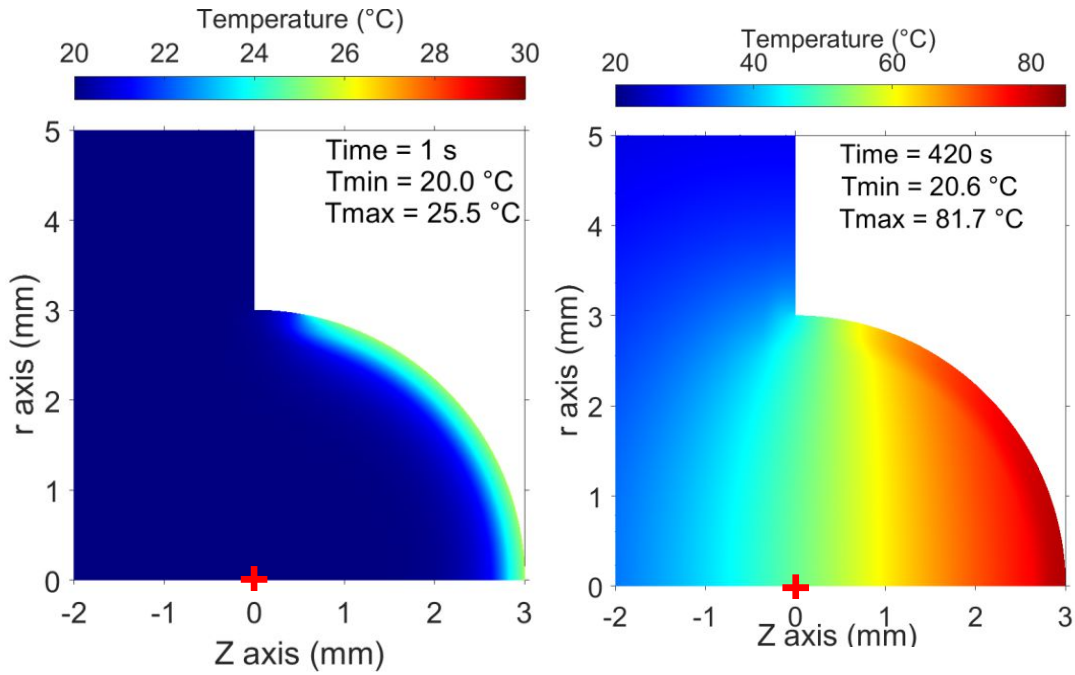 Temperature (°C)
20 22 24 26 28 30
5
4
3
2
1
0
r axis (mm)
Time = 1 s
Tmin = 20.0 °C
Tmax = 25.5 °C
-2 -1 0 1 2 3
Z axis (mm)
Temperature (°C)
20 40 60 80
5
4
3
2
1
0
r axis (mm)
Time = 420 s
Tmin = 20.6 °C
Tmax = 81.7 °C
-2 -1 0 1 2 3
Z axis (mm)